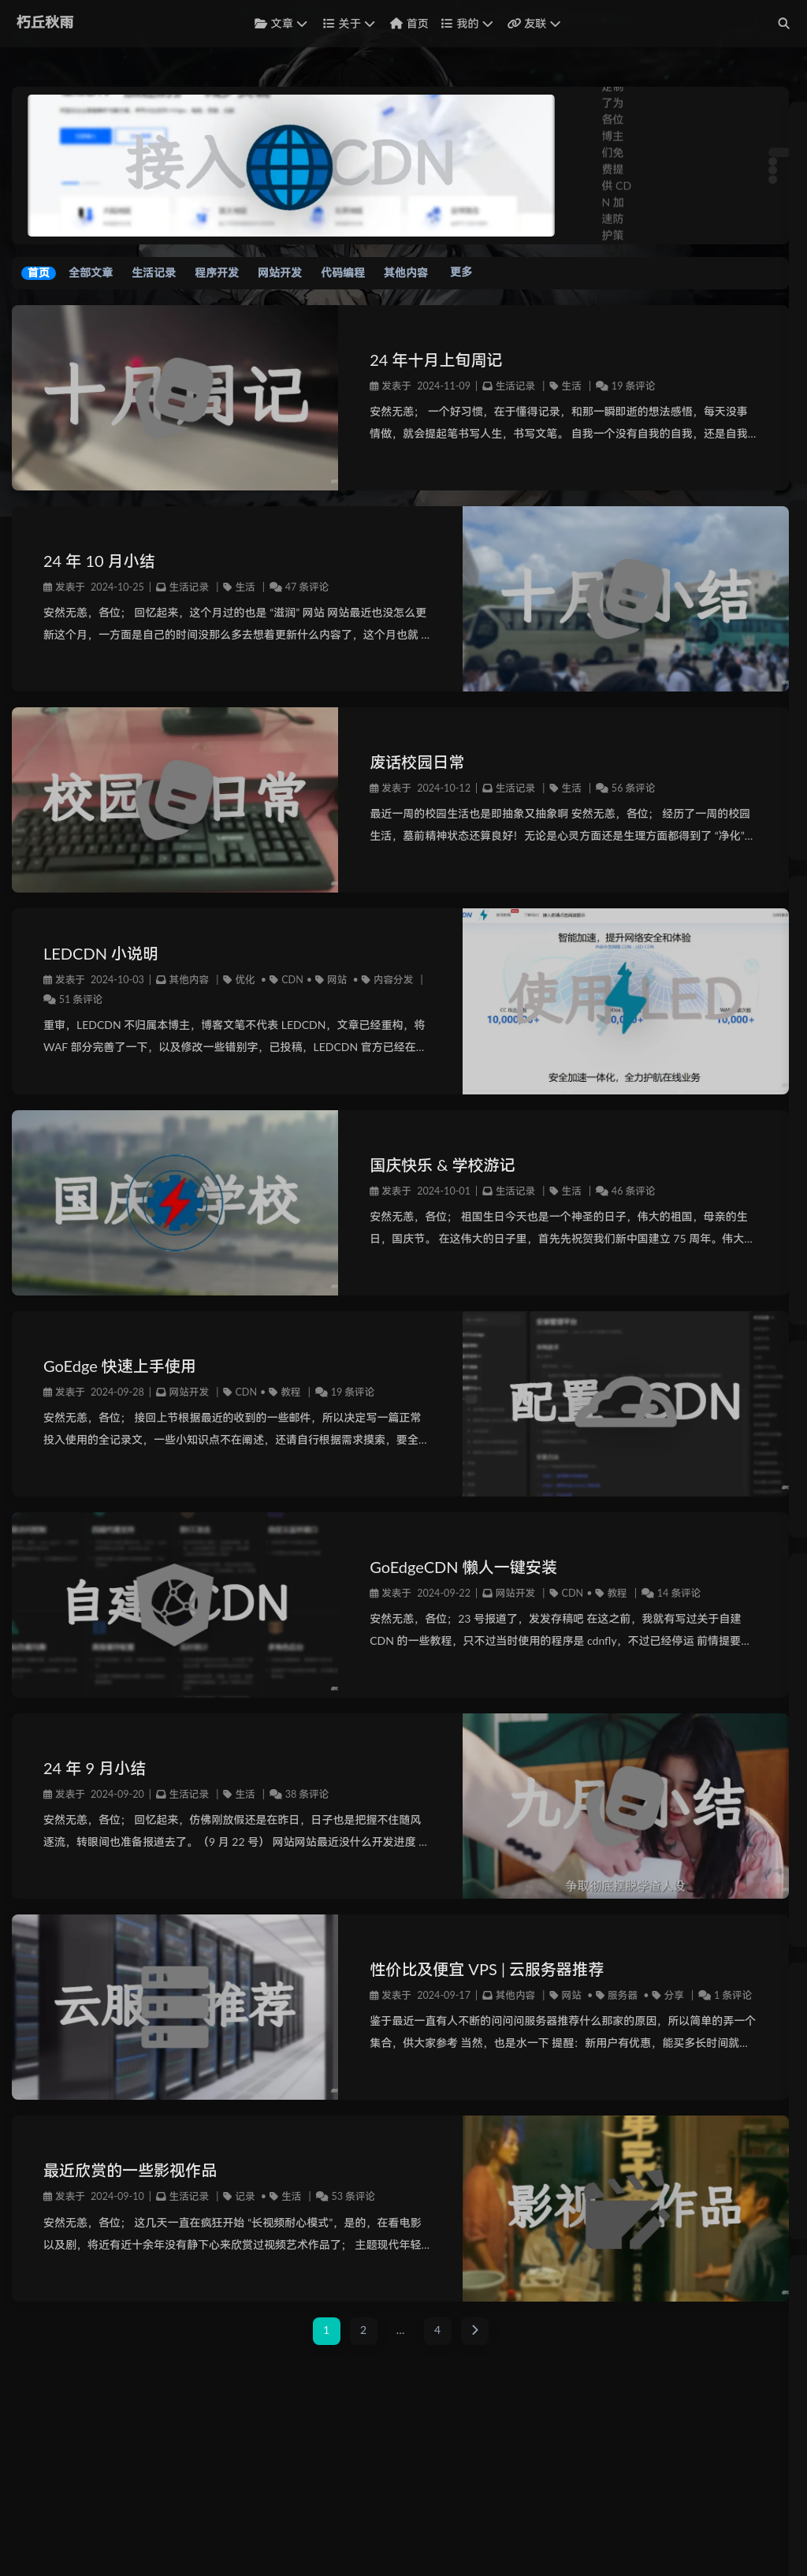 朽丘秋雨
文章 关于 首页 我的 友联
接入 CDN
定制
了为
各位
博主
们免
费提
供 CD
N 加
速防
护策
首页 全部文章 生活记录 程序开发 网站开发 代码编程 其他内容 更多
十月周记
24 年十月上旬周记
发表于 2024-11-09 | 生活记录 | 生活 | 19 条评论
安然无恙； 一个好习惯，在于懂得记录，和那一瞬即逝的想法感悟，每天没事
情做，就会提起笔书写人生，书写文笔。 自我一个没有自我的自我，还是自我...
24 年 10 月小结
发表于 2024-10-25 | 生活记录 | 生活 | 47 条评论
安然无恙，各位； 回忆起来，这个月过的也是 “滋润” 网站 网站最近也没怎么更
新这个月，一方面是自己的时间没那么多去想着更新什么内容了，这个月也就 ...
十月小结
校园日常
废话校园日常
发表于 2024-10-12 | 生活记录 | 生活 | 56 条评论
最近一周的校园生活也是即抽象又抽象啊 安然无恙，各位； 经历了一周的校园
生活，墓前精神状态还算良好！无论是心灵方面还是生理方面都得到了 “净化”...
LEDCDN 小说明
发表于 2024-10-03 | 其他内容 | 优化 • CDN • 网站 • 内容分发 |
51 条评论
重审，LEDCDN 不归属本博主，博客文笔不代表 LEDCDN，文章已经重构，将
WAF 部分完善了一下，以及修改一些错别字，已投稿，LEDCDN 官方已经在...
智能加速，提升网络安全和体验
使用 LED
10,000
10,000+
安全加速一体化，全力护航在线业务
国庆 学校
国庆快乐 & 学校游记
发表于 2024-10-01 | 生活记录 | 生活 | 46 条评论
安然无恙，各位； 祖国生日今天也是一个神圣的日子，伟大的祖国，母亲的生
日，国庆节。 在这伟大的日子里，首先先祝贺我们新中国建立 75 周年。伟大...
GoEdge 快速上手使用
发表于 2024-09-28 | 网站开发 | CDN • 教程 | 19 条评论
安然无恙，各位； 接回上节根据最近的收到的一些邮件，所以决定写一篇正常
投入使用的全记录文，一些小知识点不在阐述，还请自行根据需求摸索，要全...
配置 CDN
自建 CDN
GoEdgeCDN 懒人一键安装
发表于 2024-09-22 | 网站开发 | CDN • 教程 | 14 条评论
安然无恙，各位；23 号报道了，发发存稿吧 在这之前，我就有写过关于自建
CDN 的一些教程，只不过当时使用的程序是 cdnfly，不过已经停运 前情提要...
24 年 9 月小结
发表于 2024-09-20 | 生活记录 | 生活 | 38 条评论
安然无恙，各位； 回忆起来，仿佛刚放假还是在昨日，日子也是把握不住随风
逐流，转眼间也准备报道去了。（9 月 22 号） 网站网站最近没什么开发进度 ...
九月小结
争取彻底摆脱学渣人设
云服 推荐
性价比及便宜 VPS | 云服务器推荐
发表于 2024-09-17 | 其他内容 | 网站 • 服务器 • 分享 | 1 条评论
鉴于最近一直有人不断的问问问服务器推荐什么那家的原因，所以简单的弄一个
集合，供大家参考 当然，也是水一下 提醒：新用户有优惠，能买多长时间就...
最近欣赏的一些影视作品
发表于 2024-09-10 | 生活记录 | 记录 • 生活 | 53 条评论
安然无恙，各位； 这几天一直在疯狂开始 “长视频耐心模式”，是的，在看电影
以及剧，将近有近十余年没有静下心来欣赏过视频艺术作品了； 主题现代年轻...
影视 作品
1 2 ... 4